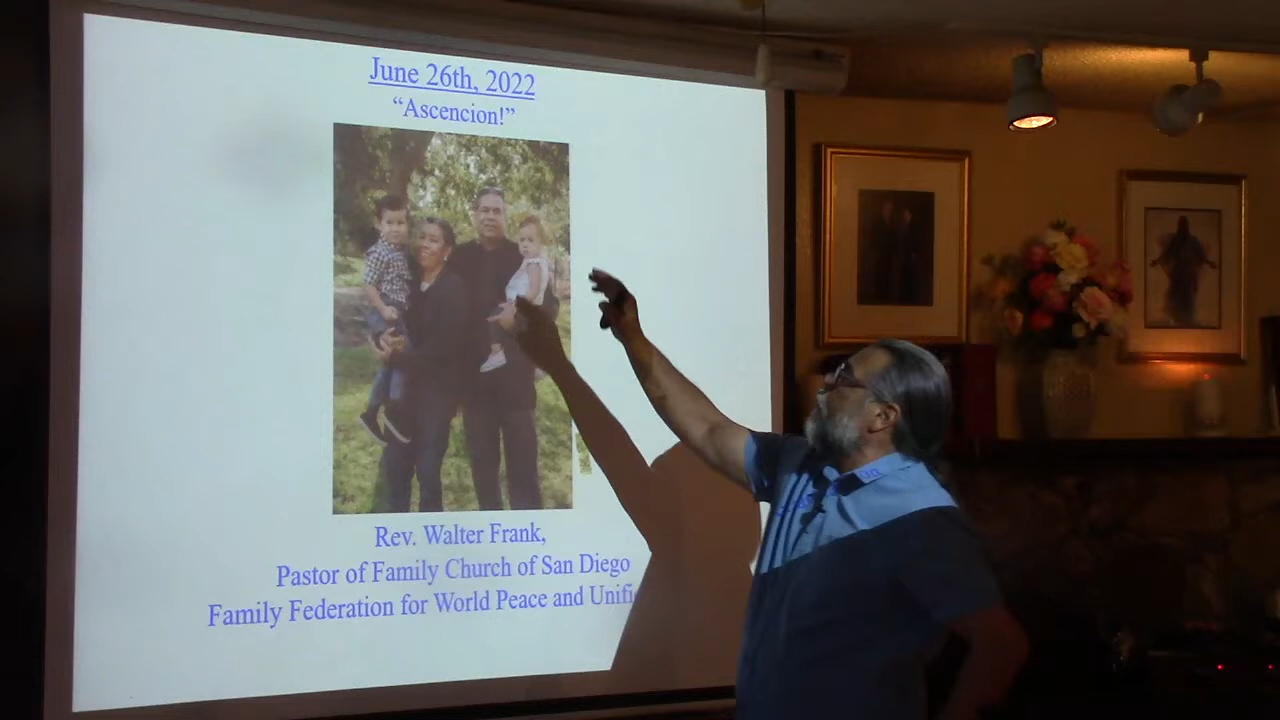 June 26th, 2022
“Ascencion!”
Rev. Walter Frank,
Pastor of Family Church of San Diego
Family Federation for World Peace and Unifi